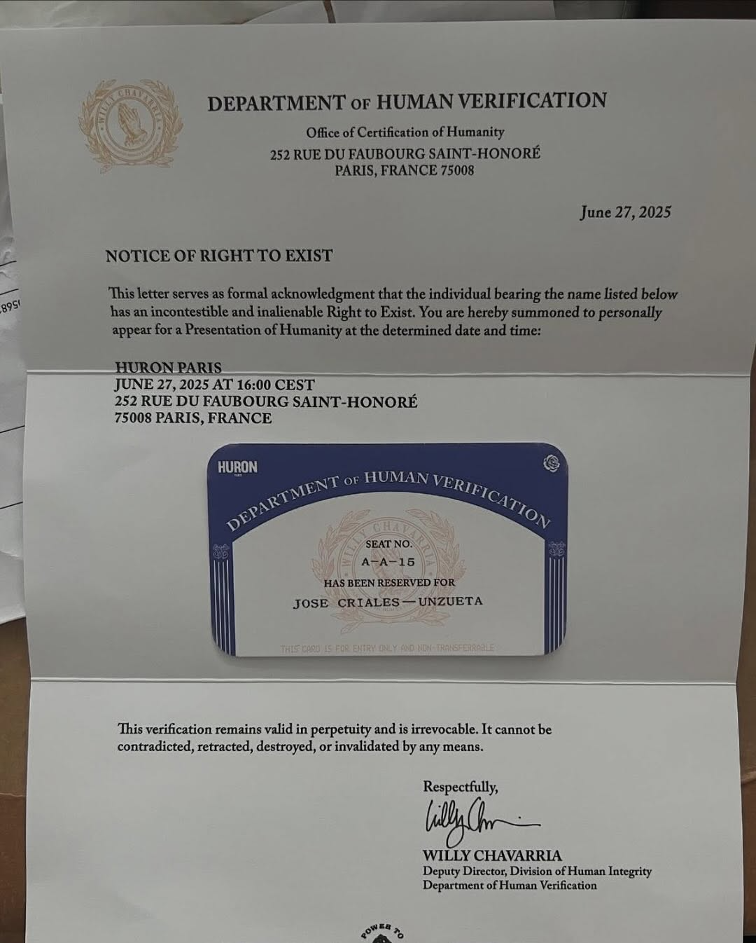 WILLY CHAVARRIA
DEPARTMENT OF HUMAN VERIFICATION
Office of Certification of Humanity
252 RUE DU FAUBOURG SAINT-HONORÉ
PARIS, FRANCE 75008
June 27, 2025
NOTICE OF RIGHT TO EXIST
This letter serves as formal acknowledgment that the individual bearing the name listed below
has an incontestible and inalienable Right to Exist. You are hereby summoned to personally
appear for a Presentation of Humanity at the determined date and time:
HURON PARIS
JUNE 27, 2025 AT 16:00 CEST
252 RUE DU FAUBOURG SAINT-HONORÉ
75008 PARIS, FRANCE
HURON
DEPARTMENT OF HUMAN VERIFICATION
WILLY CHAVARRIA
SEAT NO.
A-A-15
HAS BEEN RESERVED FOR
JOSE CRIALES-UNZUETA
THIS CARD IS FOR ENTRY ONLY AND NON-TRANSFERRABLE
This verification remains valid in perpetuity and is irrevocable. It cannot be
contradicted, retracted, destroyed, or invalidated by any means.
Respectfully,
WILLY CHAVARRIA
Deputy Director, Division of Human Integrity
Department of Human Verification
POWER TO